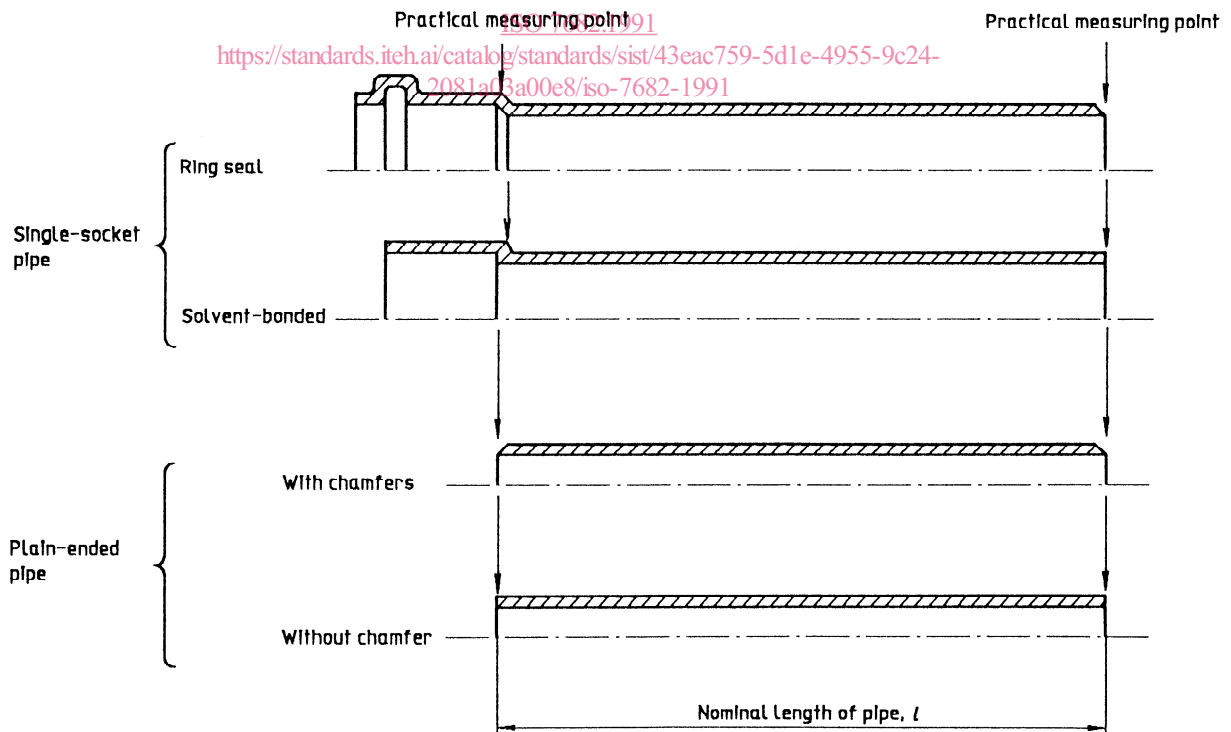 Practical measuring point
Practical measuring point
ISO 7682:1991
https://standards.iteh.ai/catalog/standards/sist/43eac759-5d1e-4955-9c24-
2081a03a00e8/iso-7682-1991
Ring seal
Single-socket
pipe
Solvent-bonded
With chamfers
Plain-ended
pipe
Without chamfer
Nominal length of pipe, l